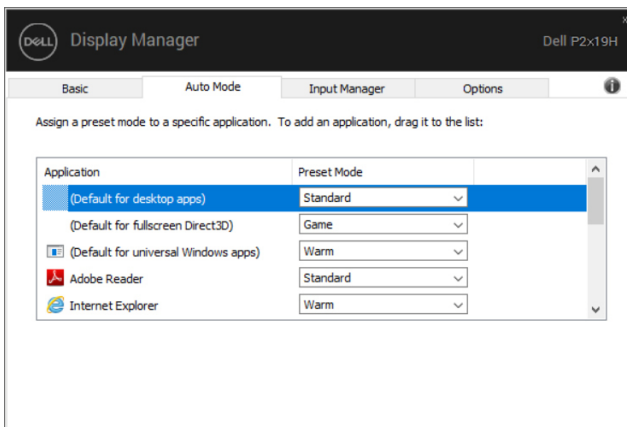 DELL Display Manager Dell P2x19H
Basic Auto Mode Input Manager Options
Assign a preset mode to a specific application. To add an application, drag it to the list:
Application Preset Mode
(Default for desktop apps) Standard
(Default for fullscreen Direct3D) Game
(Default for universal Windows apps) Warm
Adobe Reader Standard
Internet Explorer Warm